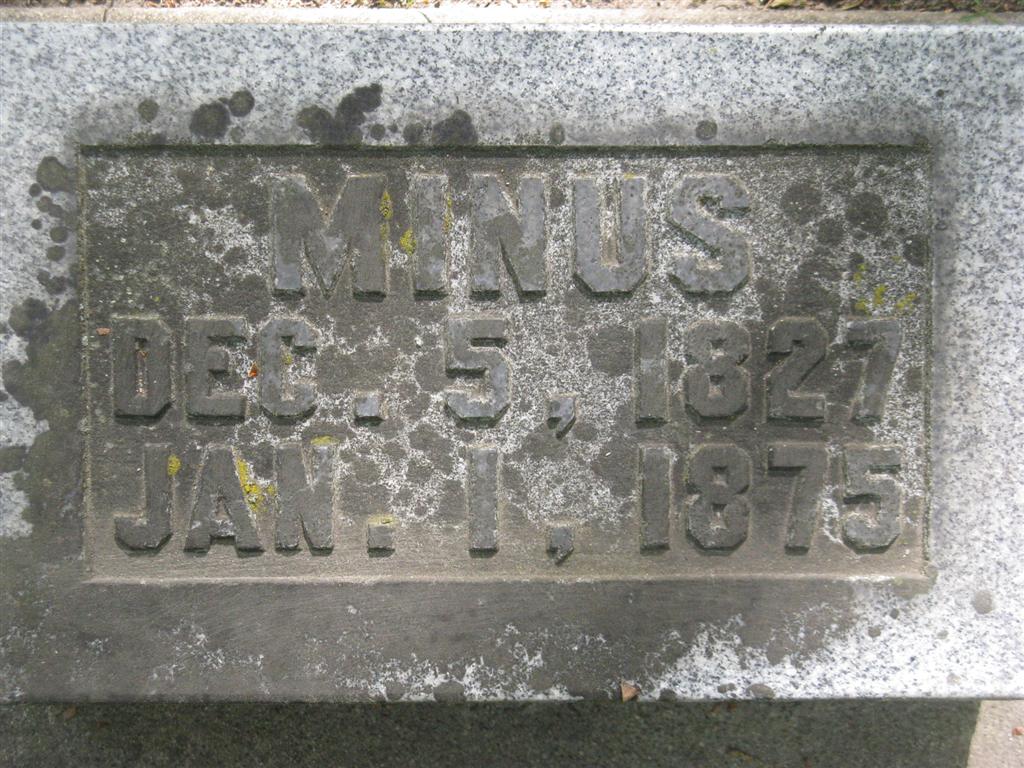 MINUS
DEC. 5, 1827
JAN. 1, 1875